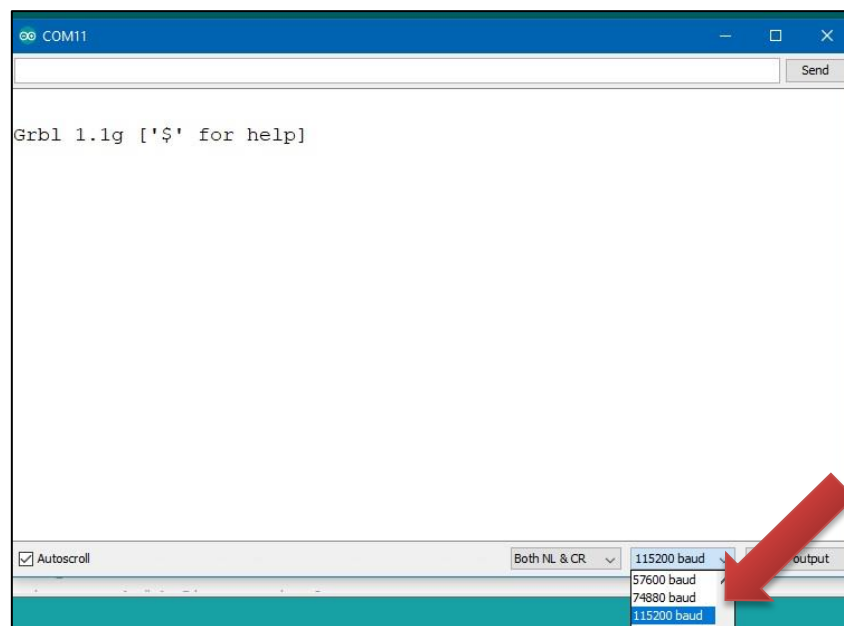 COM11
Send
Grbl 1.1g ['$' for help]
Autoscroll
Both NL & CR
115200 baud
output
57600 baud
74880 baud
115200 baud